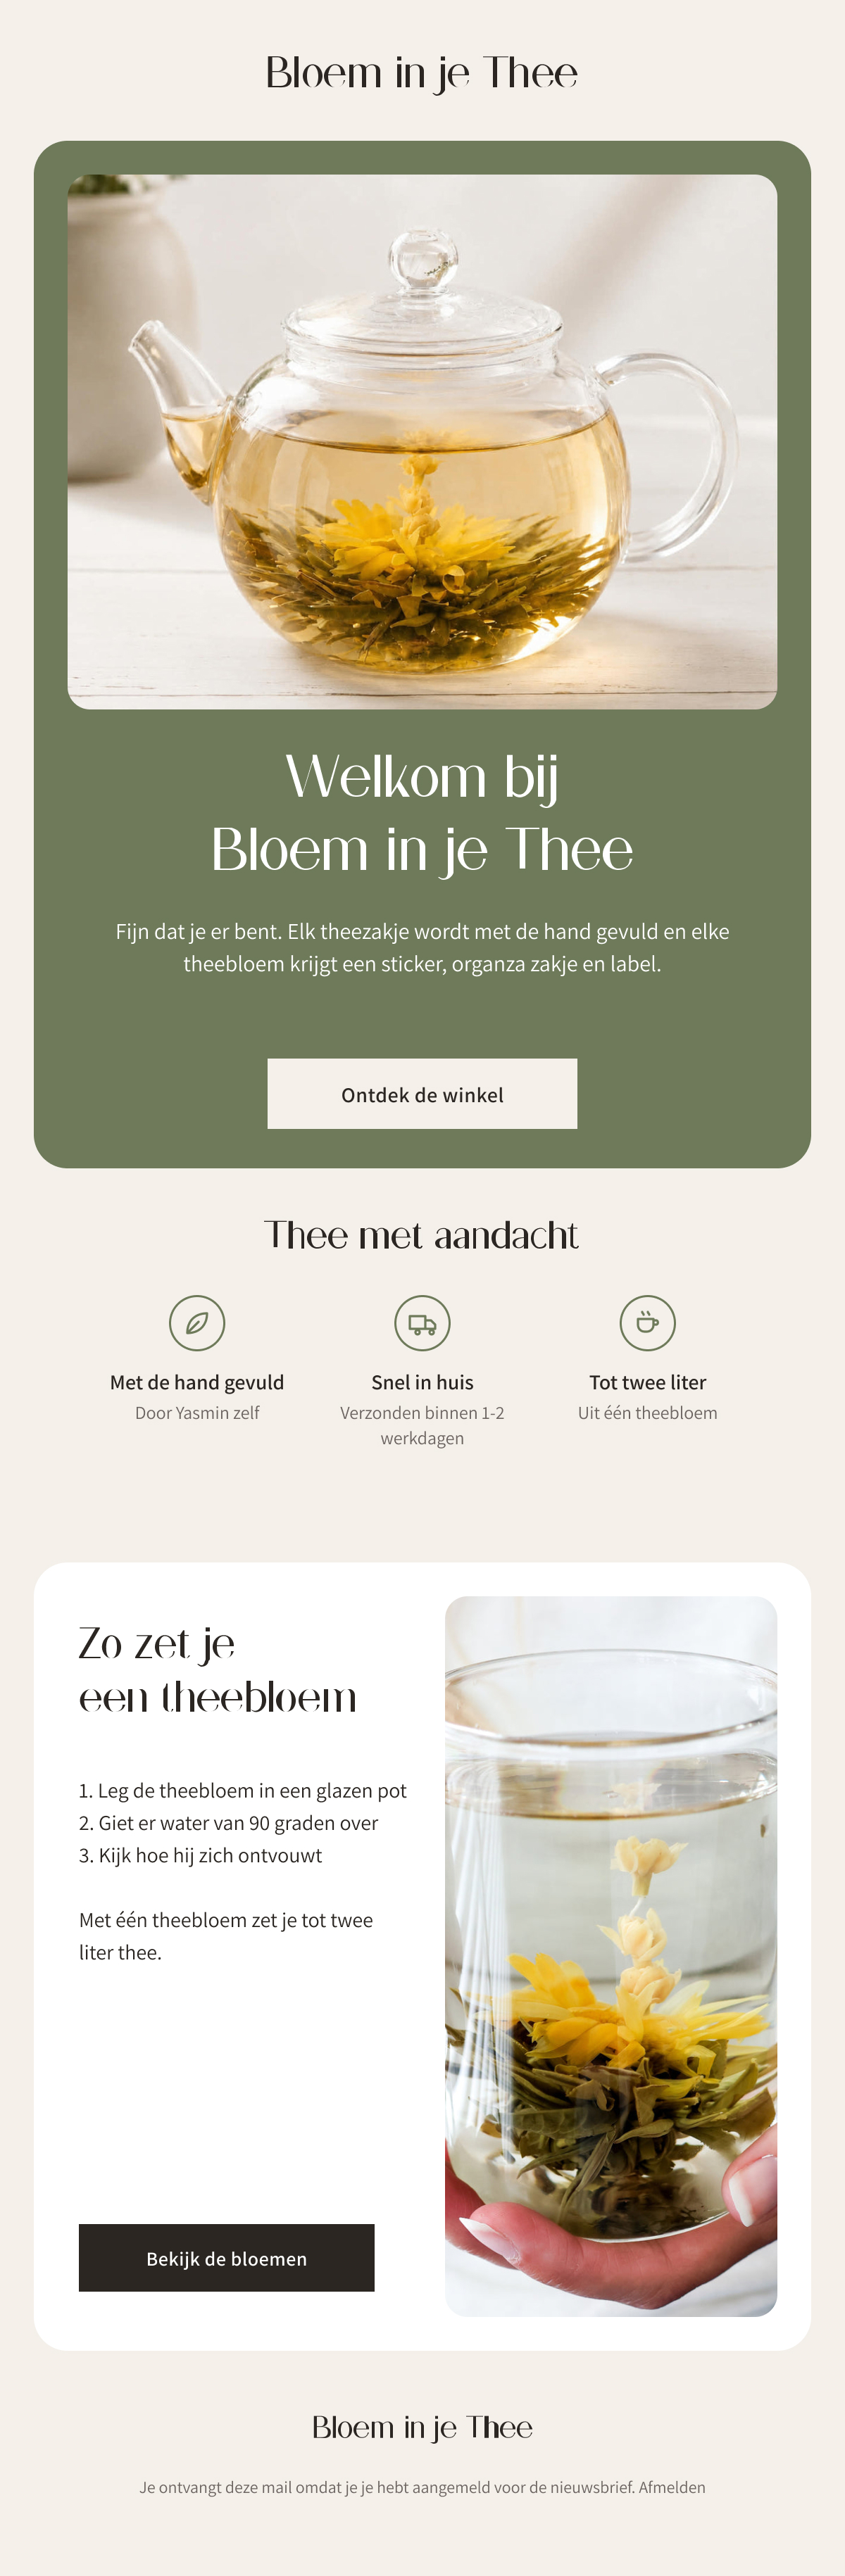 Bloem in je Thee
Welkom bij
Bloem in je Thee
Fijn dat je er bent. Elk theezakje wordt met de hand gevuld en elke
theebloem krijgt een sticker, organza zakje en label.
Ontdek de winkel
Thee met aandacht
Met de hand gevuld
Door Yasmin zelf
Snel in huis
Verzonden binnen 1-2
werkdagen
Tot twee liter
Uit één theebloem
Zo zet je
een theebloem
1. Leg de theebloem in een glazen pot
2. Giet er water van 90 graden over
3. Kijk hoe hij zich ontvouwt
Met één theebloem zet je tot twee
liter thee.
Bekijk de bloemen
Bloem in je Thee
Je ontvangt deze mail omdat je je hebt aangemeld voor de nieuwsbrief. Afmelden